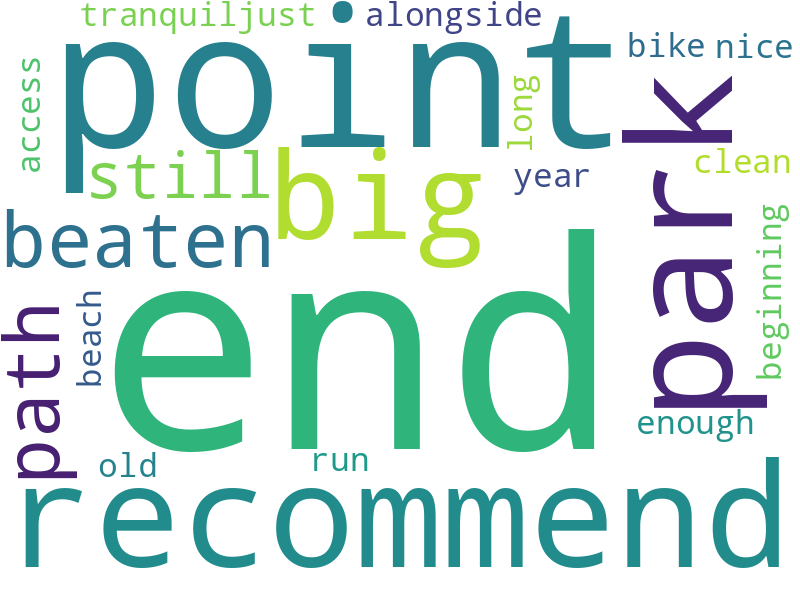 tranquiljust
alongside
point
bike
nice
access
long
park
still
big
year
clean
beaten
beginning
path
beach
end
enough
old
run
recommend